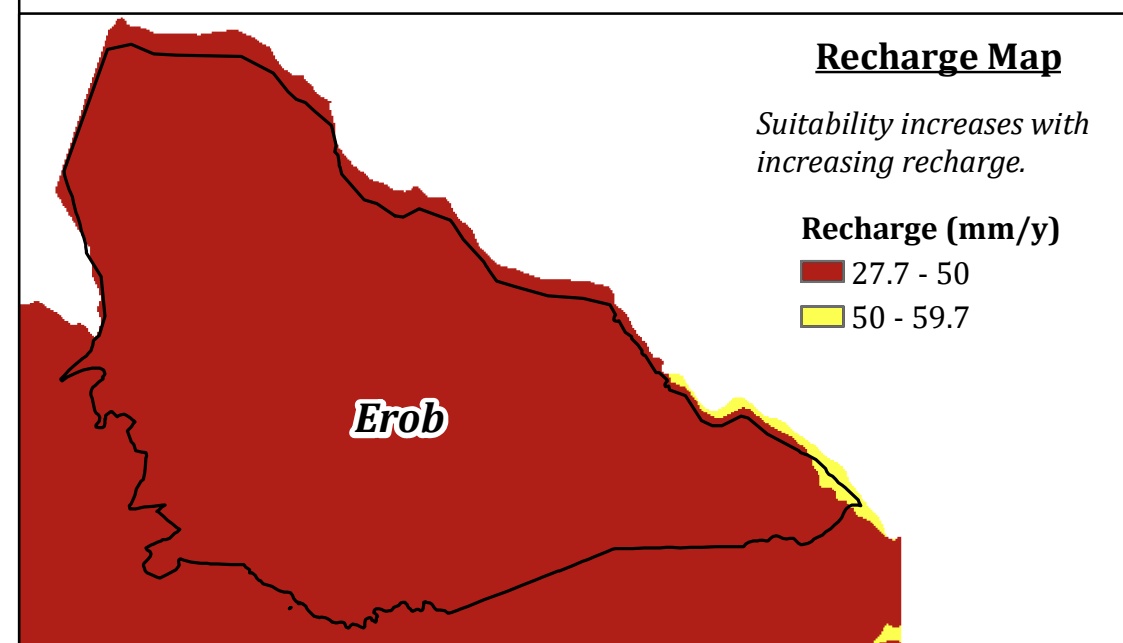 Recharge Map
Suitability increases with
increasing recharge.
Recharge (mm/y)
27.7 - 50
50 - 59.7
Erob